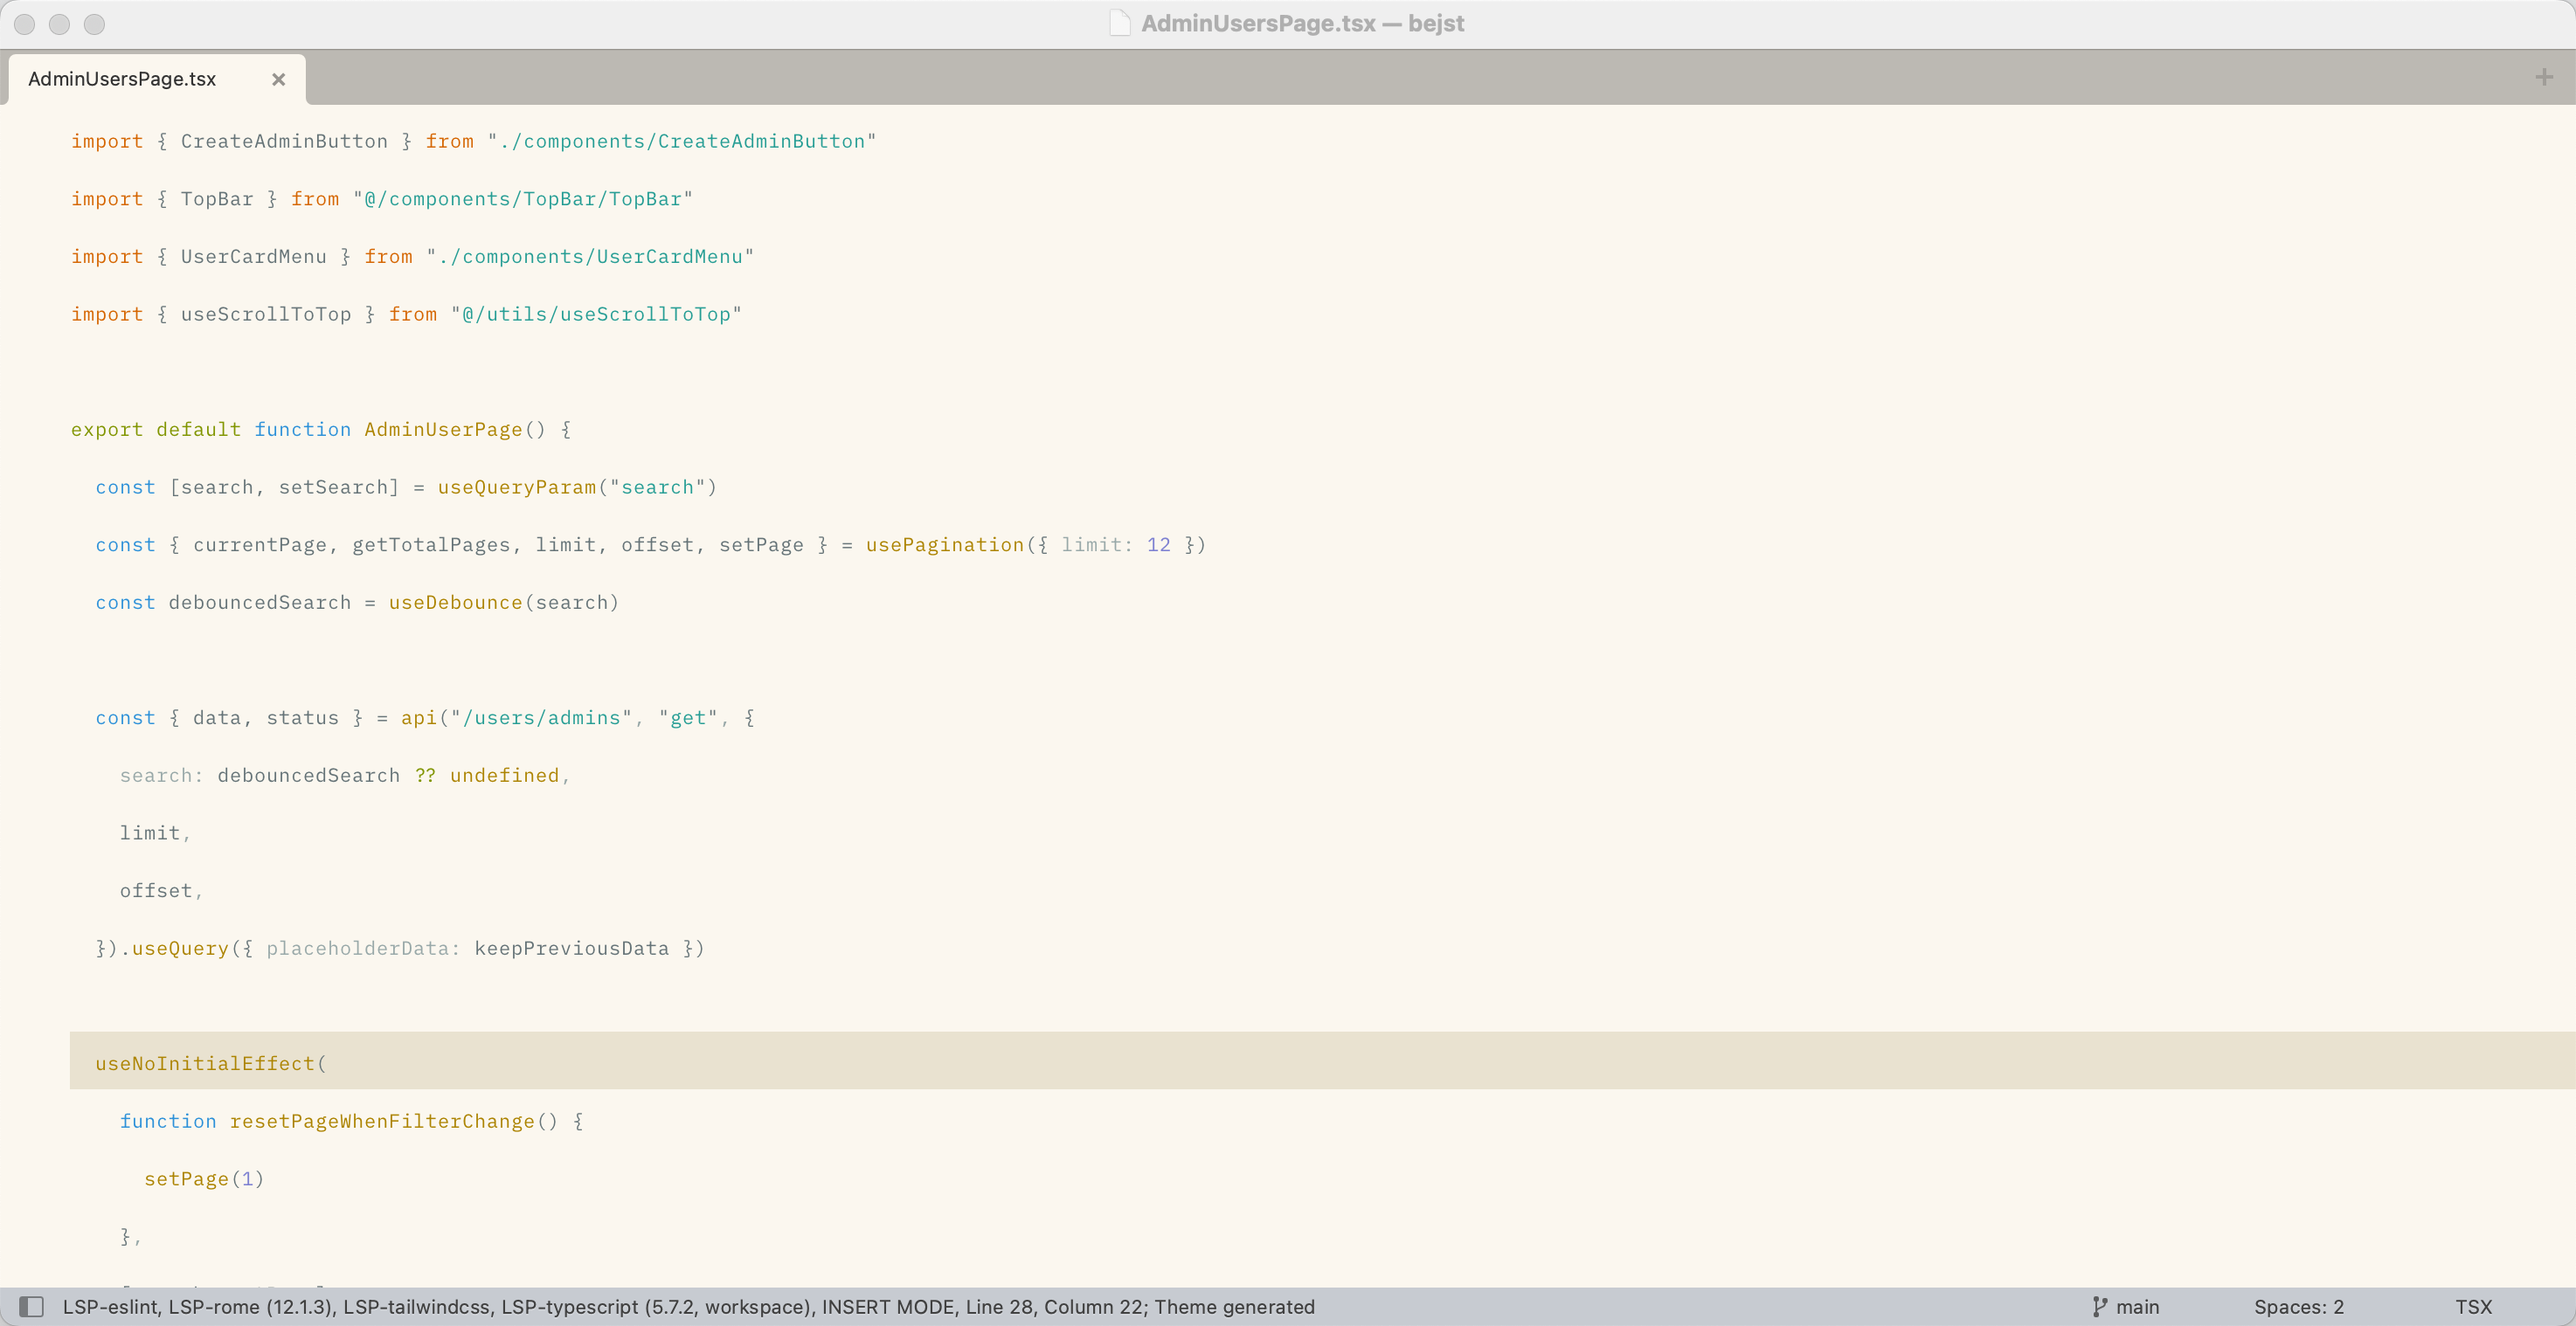 AdminUsersPage.tsx — bejst
AdminUsersPage.tsx
import { CreateAdminButton } from "./components/CreateAdminButton"
import { TopBar } from "@/components/TopBar/TopBar"
import { UserCardMenu } from "./components/UserCardMenu"
import { useScrollToTop } from "@/utils/useScrollToTop"
export default function AdminUserPage() {
const [search, setSearch] = useQueryParam("search")
const { currentPage, getTotalPages, limit, offset, setPage } = usePagination({ limit: 12 })
const debouncedSearch = useDebounce(search)
const { data, status } = api("/users/admins", "get", {
search: debouncedSearch ?? undefined,
limit,
offset,
}).useQuery({ placeholderData: keepPreviousData })
useNoInitialEffect(
function resetPageWhenFilterChange() {
setPage(1)
},
LSP-eslint, LSP-rome (12.1.3), LSP-tailwindcss, LSP-typescript (5.7.2, workspace), INSERT MODE, Line 28, Column 22; Theme generated
main
Spaces: 2
TSX